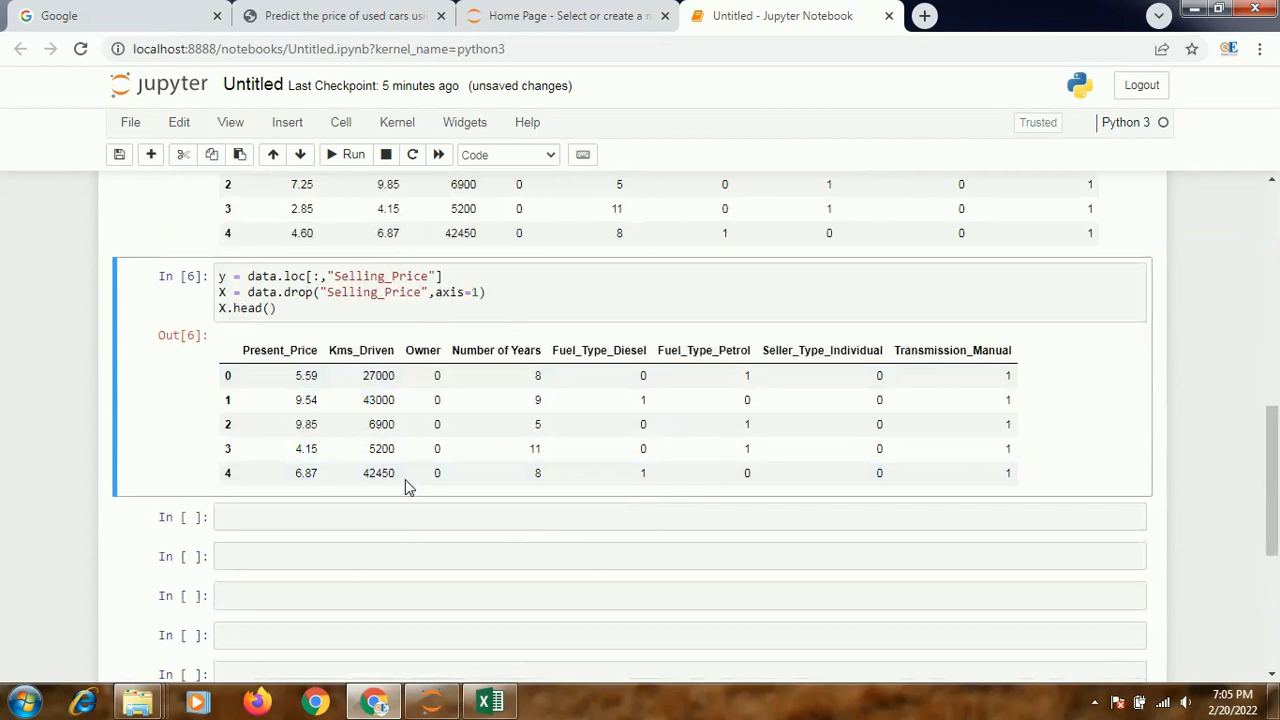 Google
Predict the price of used cars usin
Home Page - Select or create a n
Untitled - Jupyter Notebook
localhost:8888/notebooks/Untitled.ipynb?kernel_name=python3
jupyter Untitled Last Checkpoint: 5 minutes ago (unsaved changes) Logout
File Edit View Insert Cell Kernel Widgets Help Trusted Python 3
Run Code
2 7.25 9.85 6900 0 5 0 1 0 1
3 2.85 4.15 5200 0 11 0 1 0 1
4 4.60 6.87 42450 0 8 1 0 0 1
In [6]: y = data.loc[:,"Selling_Price"]
X = data.drop("Selling_Price",axis=1)
X.head()
Out[6]:
Present_Price Kms_Driven Owner Number of Years Fuel_Type_Diesel Fuel_Type_Petrol Seller_Type_Individual Transmission_Manual
0 5.59 27000 0 8 0 1 0 1
1 9.54 43000 0 9 1 0 0 1
2 9.85 6900 0 5 0 1 0 1
3 4.15 5200 0 11 0 1 0 1
4 6.87 42450 0 8 1 0 0 1
In [ ]:
In [ ]:
In [ ]:
In [ ]:
In [ ]:
7:05 PM
2/20/2022